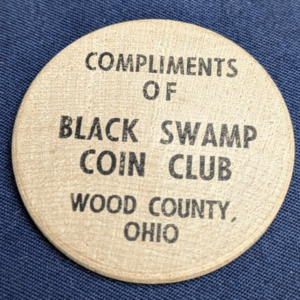 COMPLIMENTS
OF
BLACK SWAMP
COIN CLUB
WOOD COUNTY,
OHIO